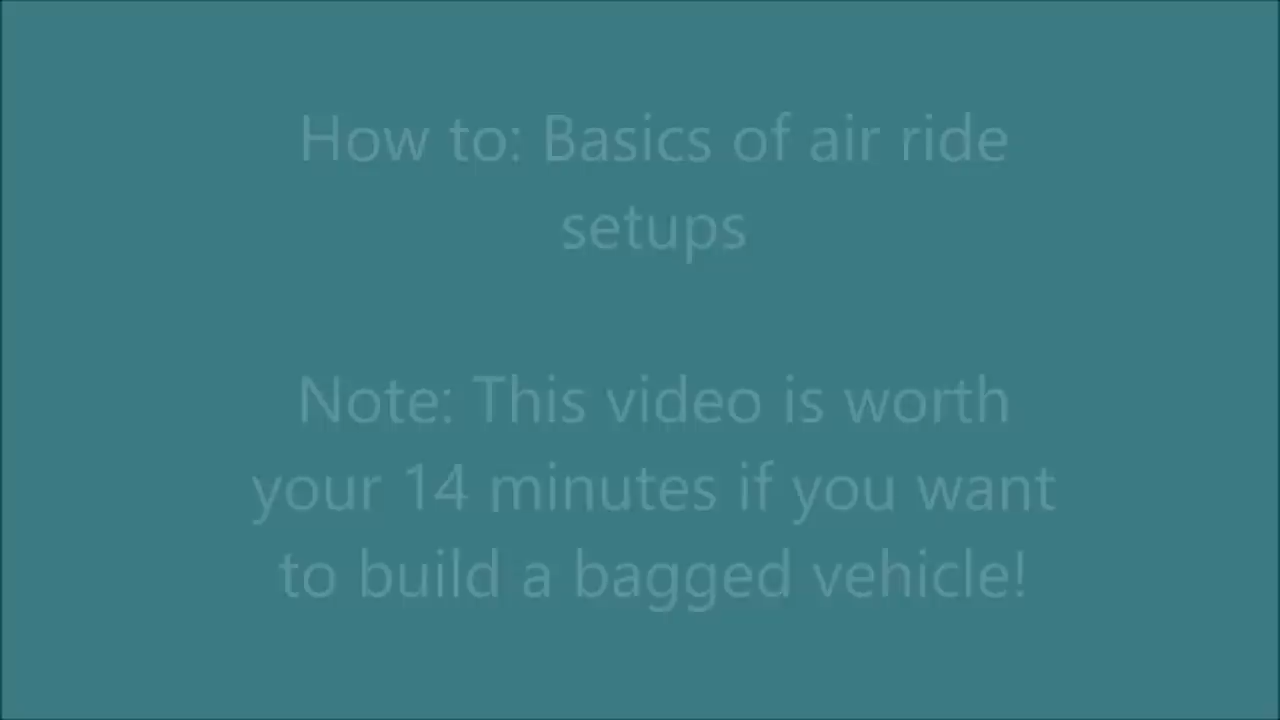 How to: Basics of air ride
setups
Note: This video is worth
your 14 minutes if you want
to build a bagged vehicle!